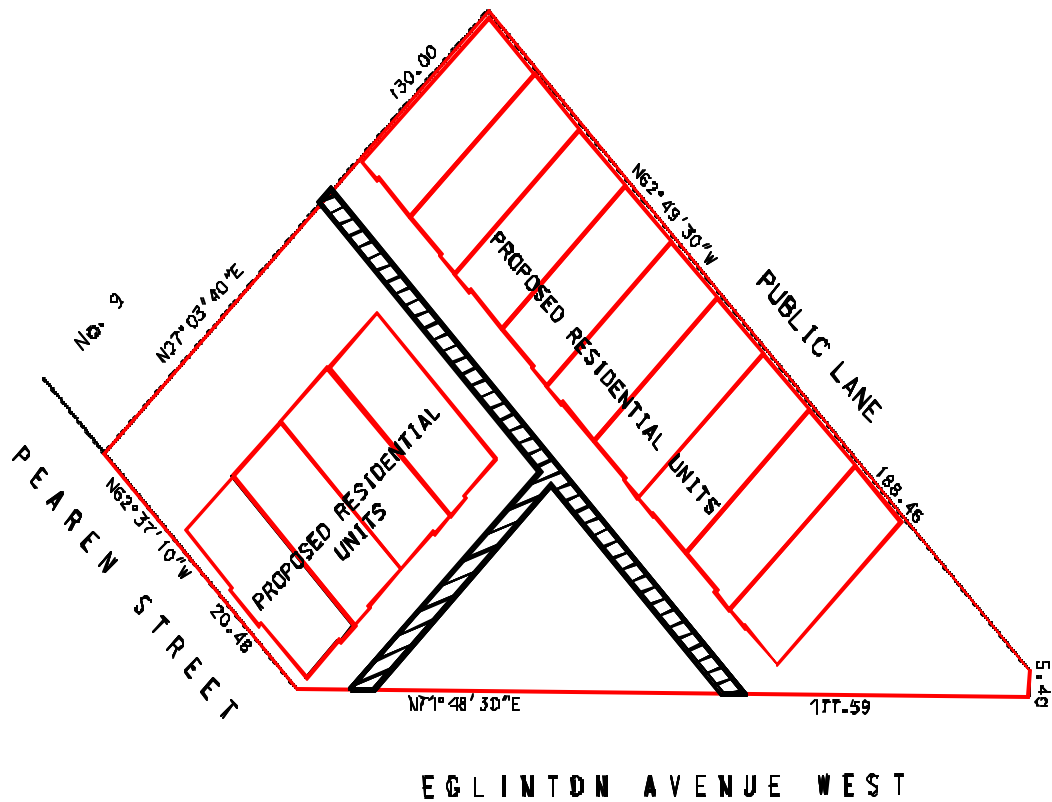 130.00
N62°49'30"W
PUBLIC LANE
188.46
N27°03'40"E
No. 9
PROPOSED RESIDENTIAL UNITS
PROPOSED RESIDENTIAL
UNITS
N62°37'10"W
20.48
PEAREN STREET
N71°48'30"E
177.59
5.40
EGLINTON AVENUE WEST